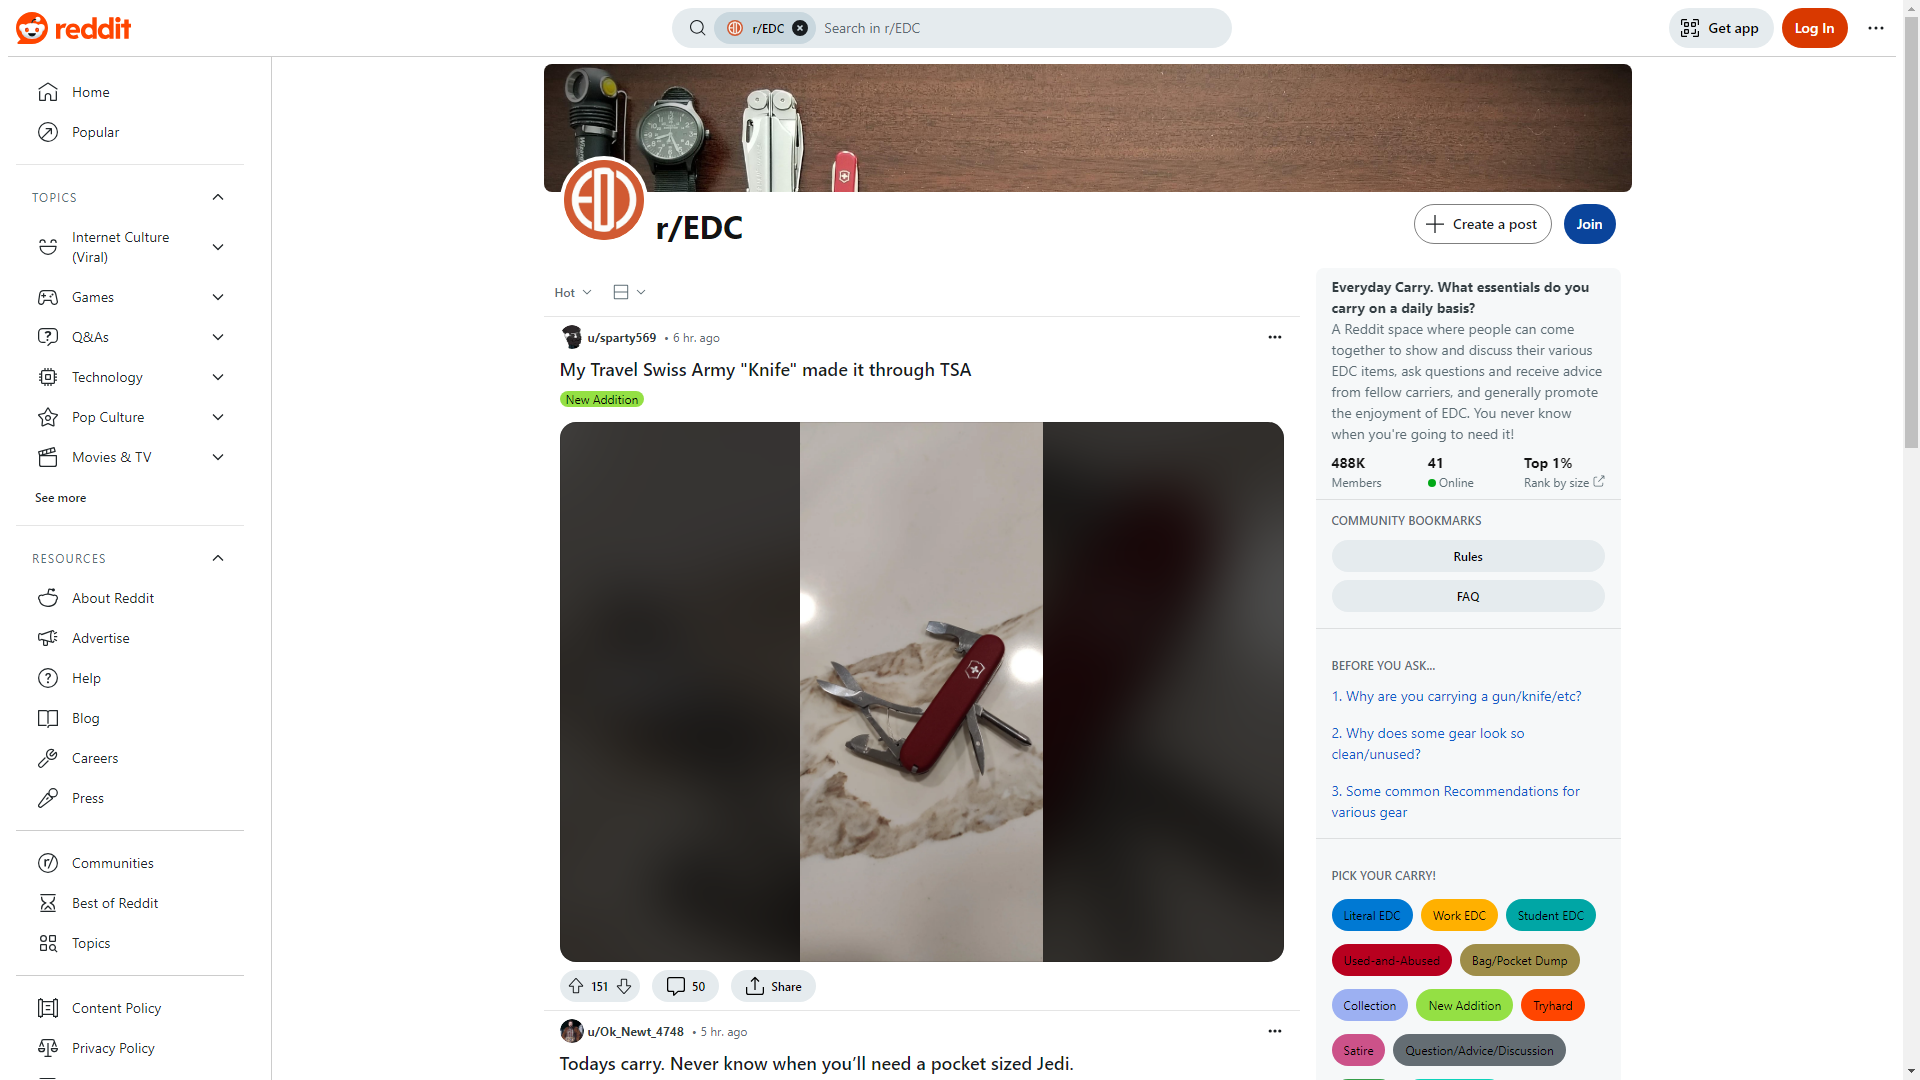 reddit
r/EDC
Search in r/EDC
Get app
Log In
Home
Popular
TOPICS
Internet Culture
(Viral)
Games
Q&As
Technology
Pop Culture
Movies & TV
See more
RESOURCES
About Reddit
Advertise
Help
Blog
Careers
Press
Communities
Best of Reddit
Topics
Content Policy
Privacy Policy
r/EDC
Create a post
Join
Hot
u/sparty569 • 6 hr. ago
My Travel Swiss Army "Knife" made it through TSA
New Addition
151
50
Share
u/Ok_Newt_4748 • 5 hr. ago
Todays carry. Never know when you’ll need a pocket sized Jedi.
Everyday Carry. What essentials do you
carry on a daily basis?
A Reddit space where people can come
together to show and discuss their various
EDC items, ask questions and receive advice
from fellow carriers, and generally promote
the enjoyment of EDC. You never know
when you're going to need it!
488K
Members
41
Online
Top 1%
Rank by size
COMMUNITY BOOKMARKS
Rules
FAQ
BEFORE YOU ASK...
1. Why are you carrying a gun/knife/etc?
2. Why does some gear look so
clean/unused?
3. Some common Recommendations for
various gear
PICK YOUR CARRY!
Literal EDC
Work EDC
Student EDC
Used-and-Abused
Bag/Pocket Dump
Collection
New Addition
Tryhard
Satire
Question/Advice/Discussion